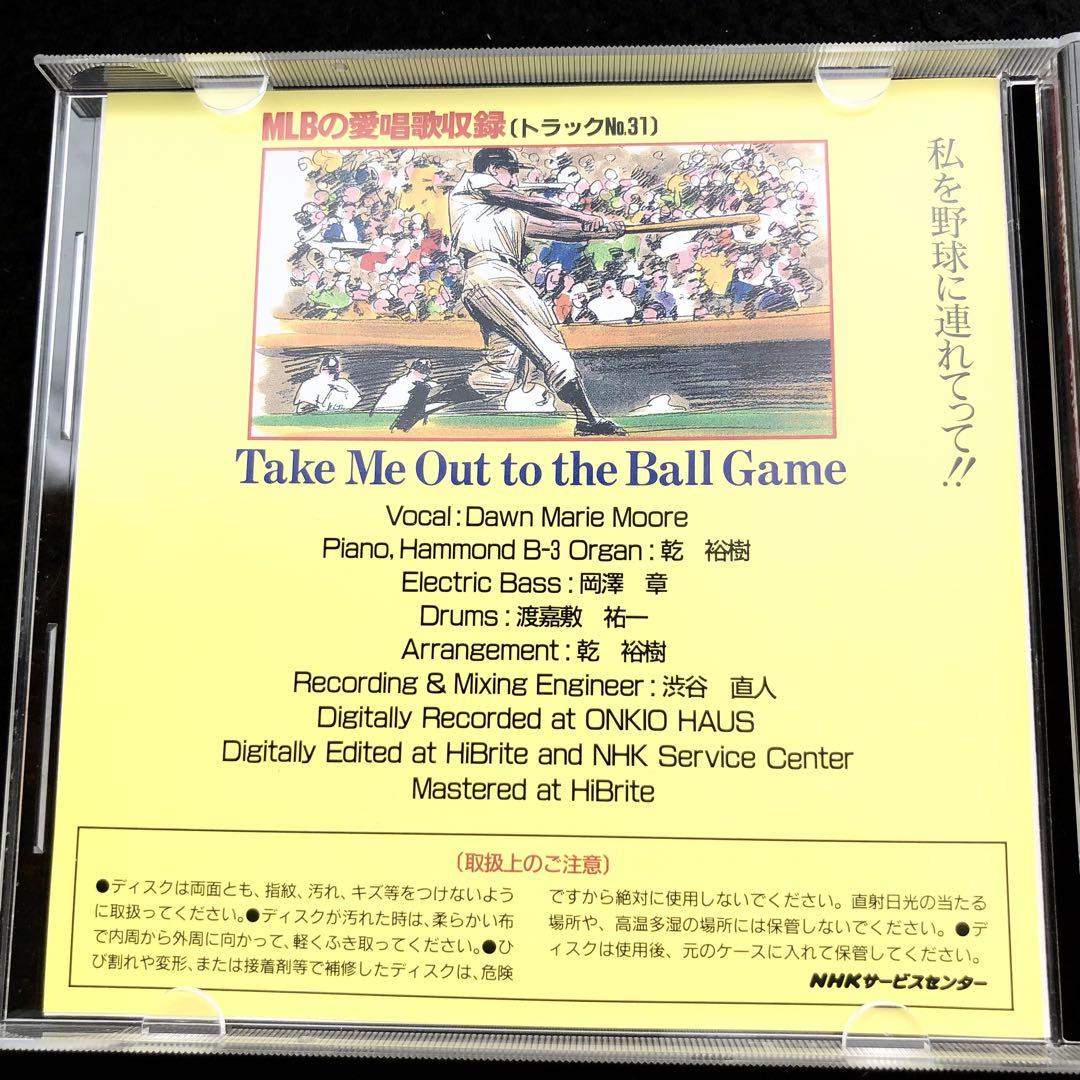 MLBの愛唱歌収録〔トラックNo.31〕
私を野球に連れてって!!
Take Me Out to the Ball Game
Vocal : Dawn Marie Moore
Piano, Hammond B-3 Organ : 乾　裕樹
Electric Bass : 岡澤　章
Drums : 渡嘉敷　祐一
Arrangement : 乾　裕樹
Recording & Mixing Engineer : 渋谷　直人
Digitally Recorded at ONKIO HAUS
Digitally Edited at HiBrite and NHK Service Center
Mastered at HiBrite
〔取扱上のご注意〕
●ディスクは両面とも、指紋、汚れ、キズ等をつけないよう
に取扱ってください。●ディスクが汚れた時は、柔らかい布
で内周から外周に向かって、軽くふき取ってください。●ひ
び割れや変形、または接着剤等で補修したディスクは、危険
ですから絶対に使用しないでください。直射日光の当たる
場所や、高温多湿の場所には保管しないでください。●デ
ィスクは使用後、元のケースに入れて保管してください。
NHKサービスセンター